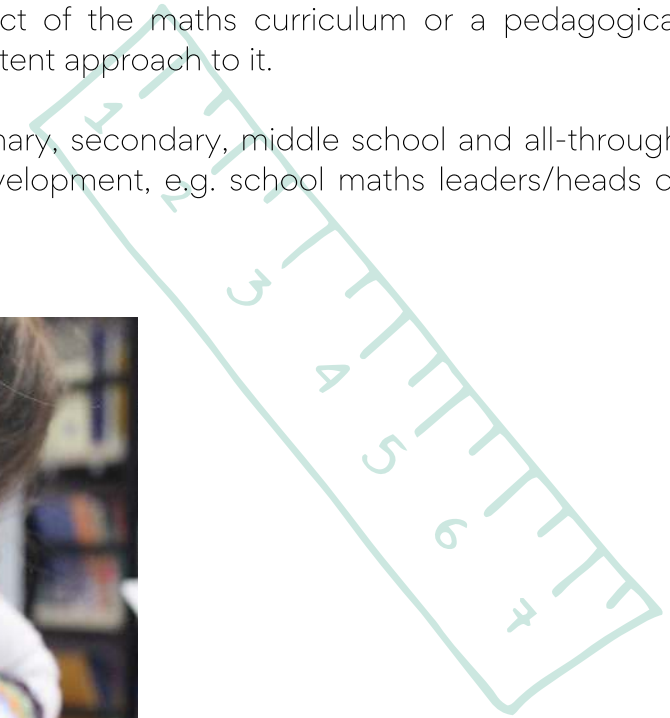 ct of the maths curriculum or a pedagogica
tent approach to it.
nary, secondary, middle school and all-through
velopment, e.g. school maths leaders/heads o
1
2
3
4
5
6
7